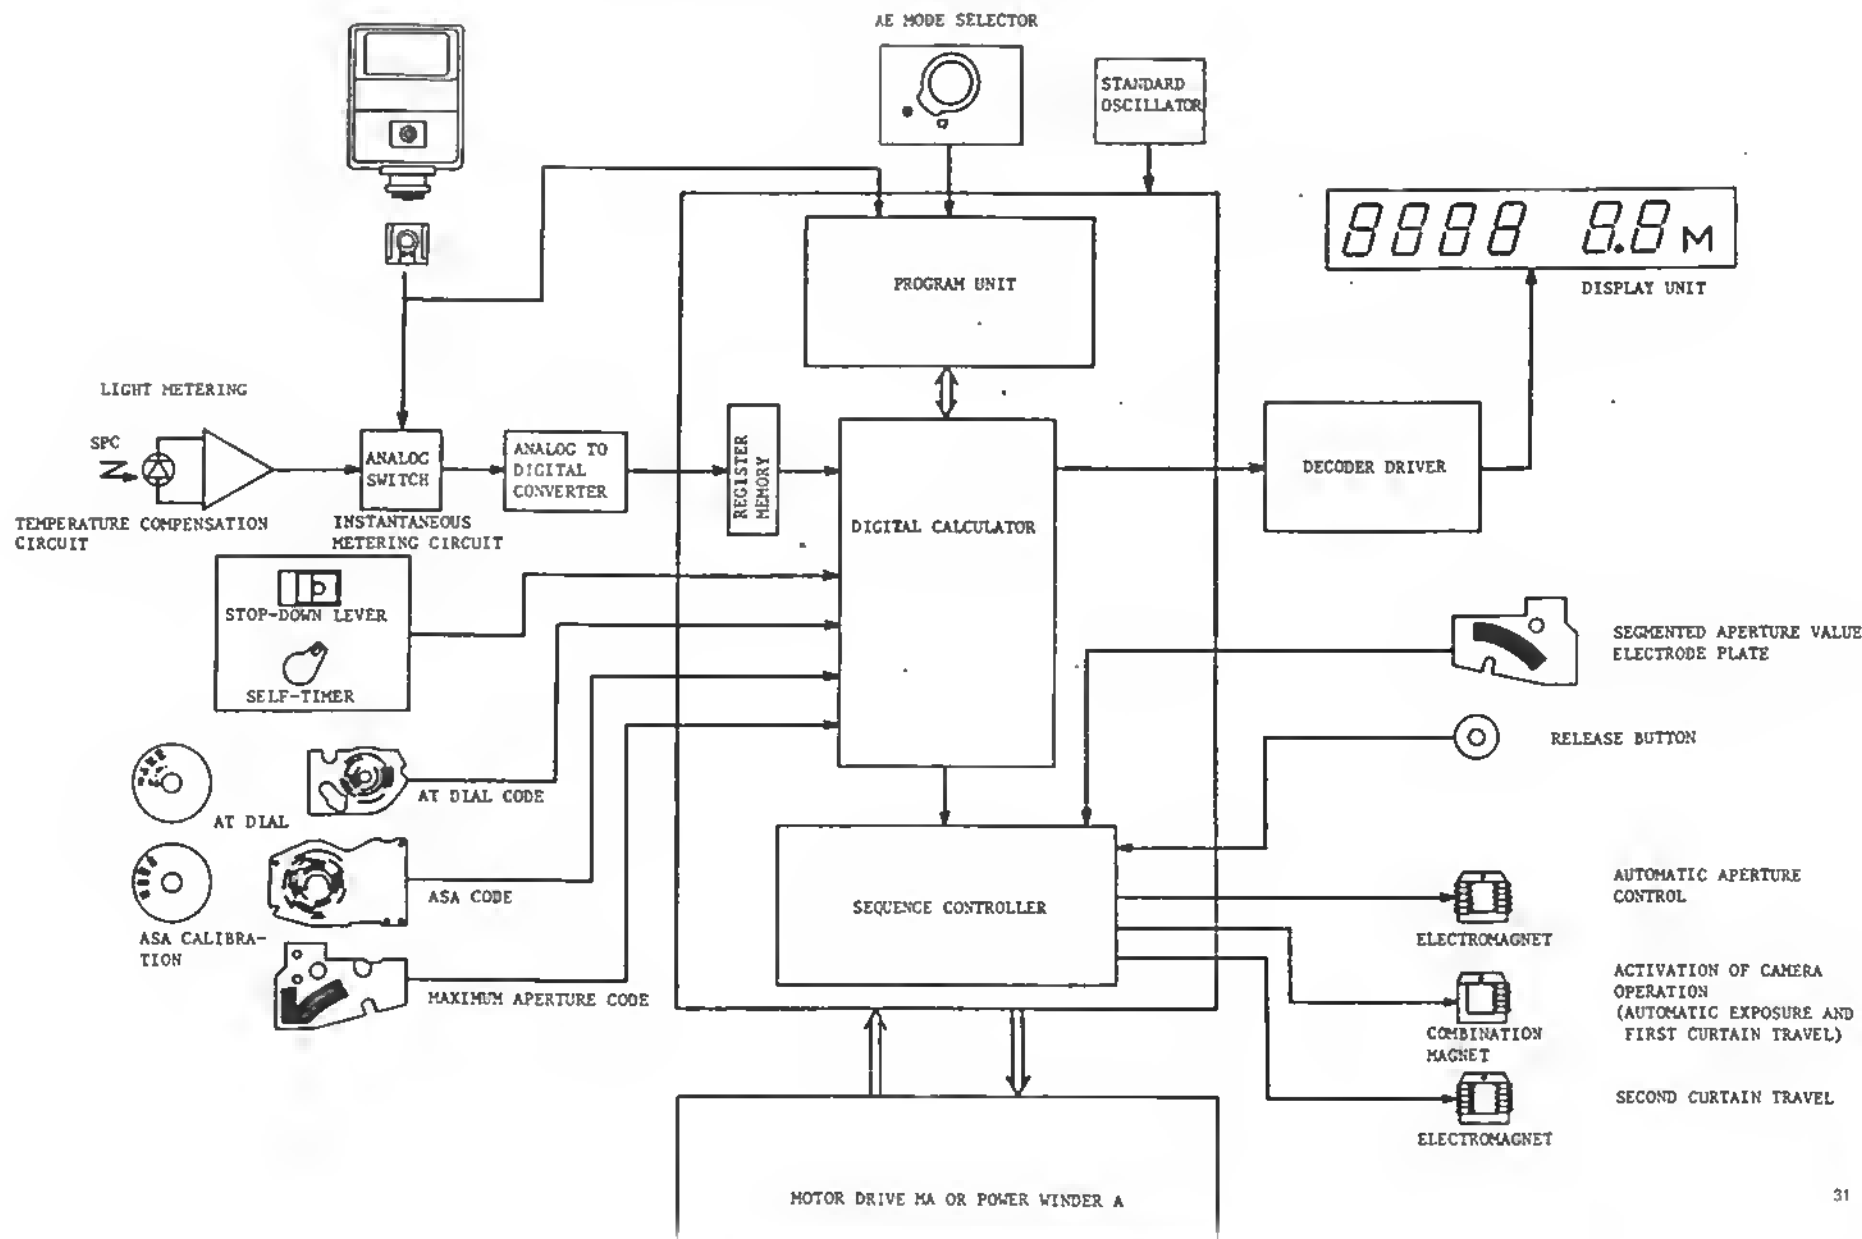 AE MODE SELECTOR
STANDARD
OSCILLATOR
8888 8.8 M
DISPLAY UNIT
PROGRAM UNIT
LIGHT METERING
SPC
ANALOG
SWITCH
ANALOG TO
DIGITAL
CONVERTER
REGISTER
MEMORY
DECODER DRIVER
TEMPERATURE COMPENSATION
CIRCUIT
INSTANTANEOUS
METERING CIRCUIT
DIGITAL CALCULATOR
STOP-DOWN LEVER
SELF-TIMER
SEGMENTED APERTURE VALUE
ELECTRODE PLATE
RELEASE BUTTON
AT DIAL CODE
AT DIAL
ASA CODE
ASA CALIBRA-
TION
MAXIMUM APERTURE CODE
SEQUENCE CONTROLLER
AUTOMATIC APERTURE
CONTROL
ELECTROMAGNET
ACTIVATION OF CAMERA
OPERATION
(AUTOMATIC EXPOSURE AND
FIRST CURTAIN TRAVEL)
COMBINATION
MAGNET
SECOND CURTAIN TRAVEL
ELECTROMAGNET
MOTOR DRIVE MA OR POWER WINDER A
31